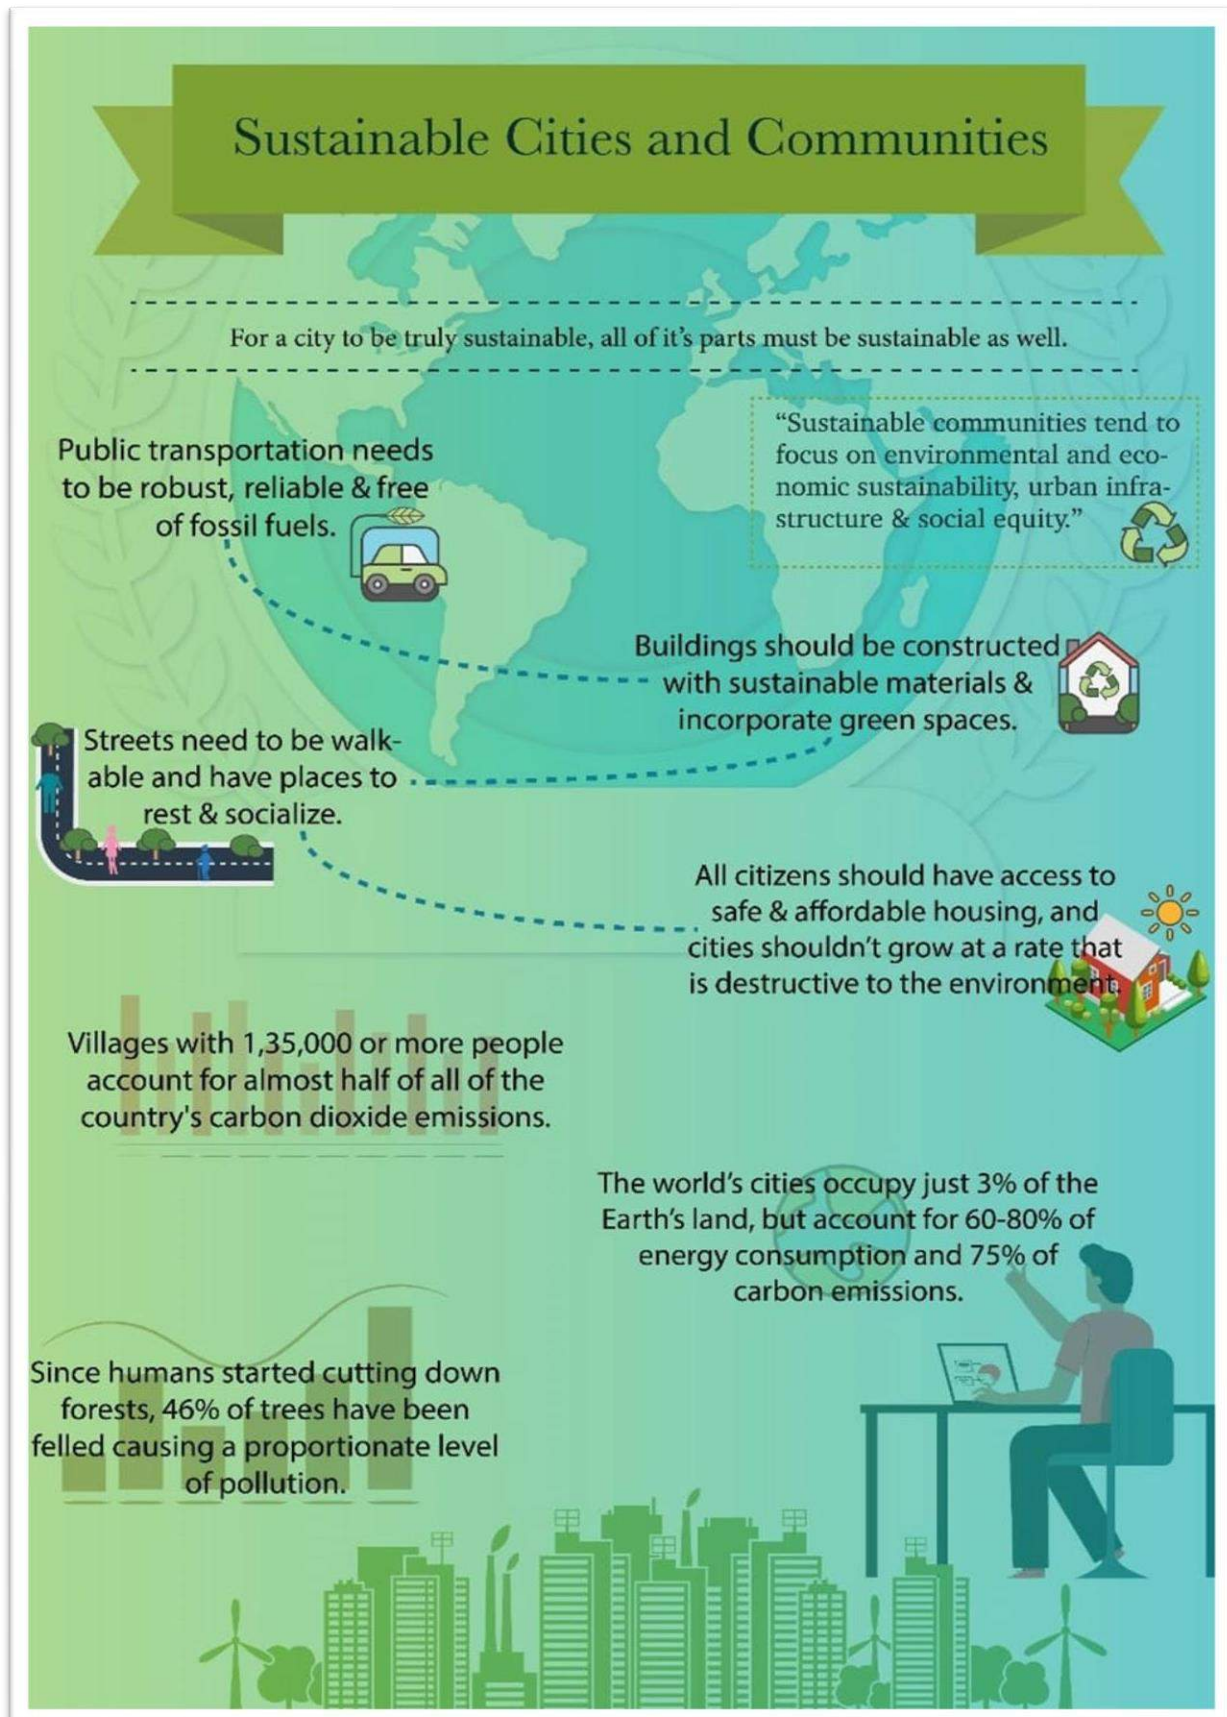 Sustainable Cities and Communities
For a city to be truly sustainable, all of it's parts must be sustainable as well.
Public transportation needs
to be robust, reliable & free
of fossil fuels.
“Sustainable communities tend to
focus on environmental and eco-
nomic sustainability, urban infra-
structure & social equity.”
Buildings should be constructed
with sustainable materials &
incorporate green spaces.
Streets need to be walk-
able and have places to
rest & socialize.
All citizens should have access to
safe & affordable housing, and
cities shouldn't grow at a rate that
is destructive to the environment.
Villages with 1,35,000 or more people
account for almost half of all of the
country's carbon dioxide emissions.
The world's cities occupy just 3% of the
Earth's land, but account for 60-80% of
energy consumption and 75% of
carbon emissions.
Since humans started cutting down
forests, 46% of trees have been
felled causing a proportionate level
of pollution.